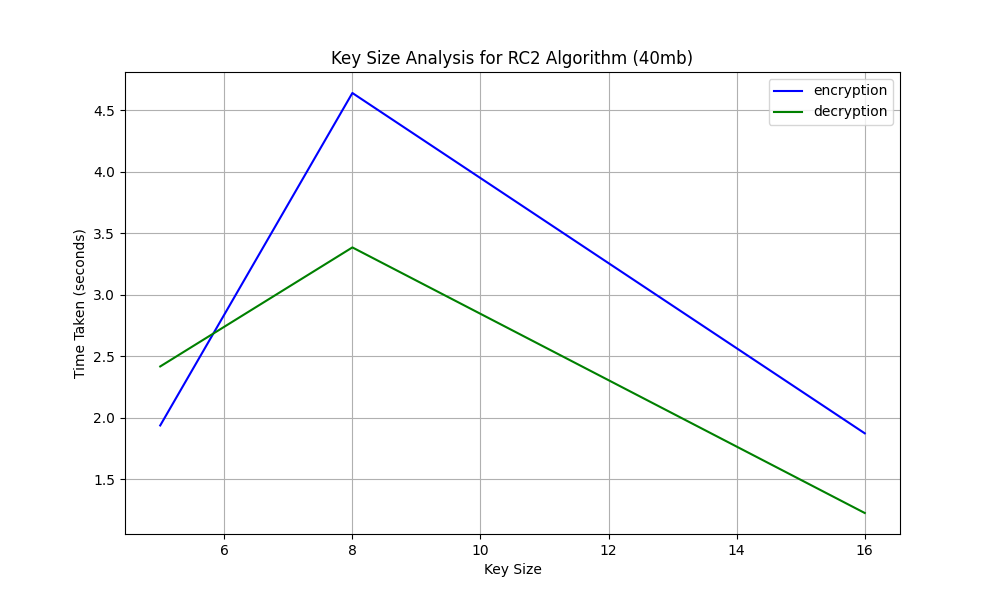 Key Size Analysis for RC2 Algorithm (40mb)
encryption
decryption
4.5
4.0
3.5
3.0
2.5
2.0
1.5
Time Taken (seconds)
6 8 10 12 14 16
Key Size